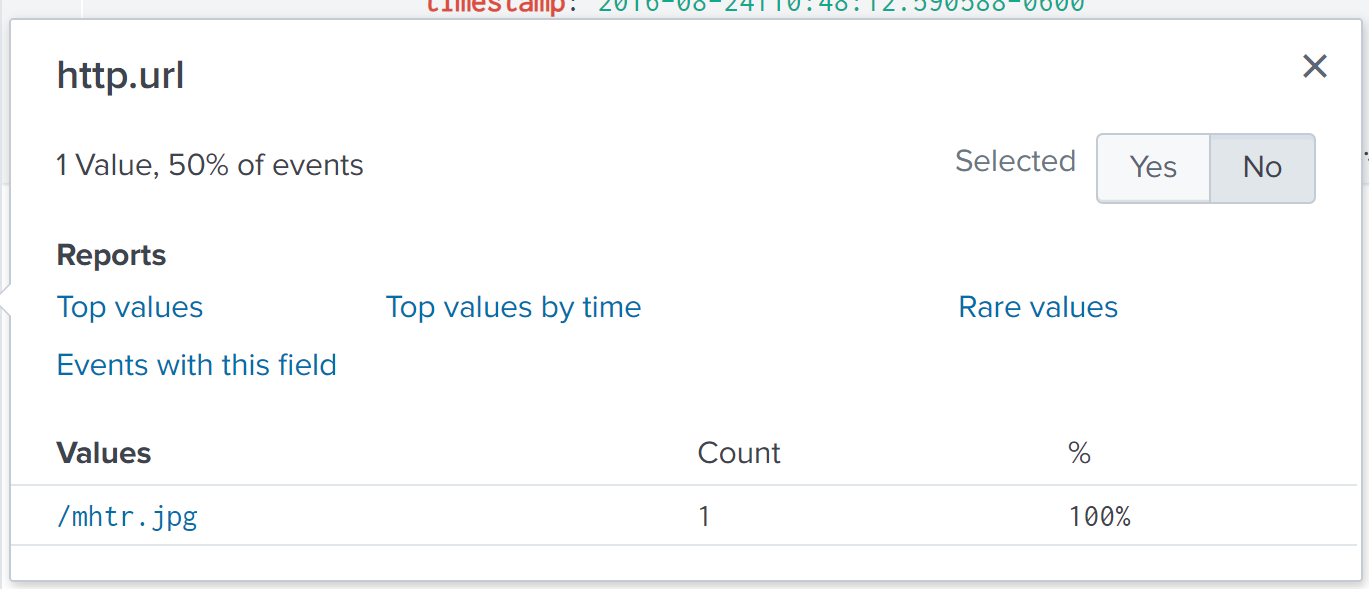 timestamp: 2016-08-24T10:48:12.590588-0600
http.url
1 Value, 50% of events
Selected Yes No
Reports
Top values Top values by time Rare values
Events with this field
Values Count %
/mhtr.jpg 1 100%